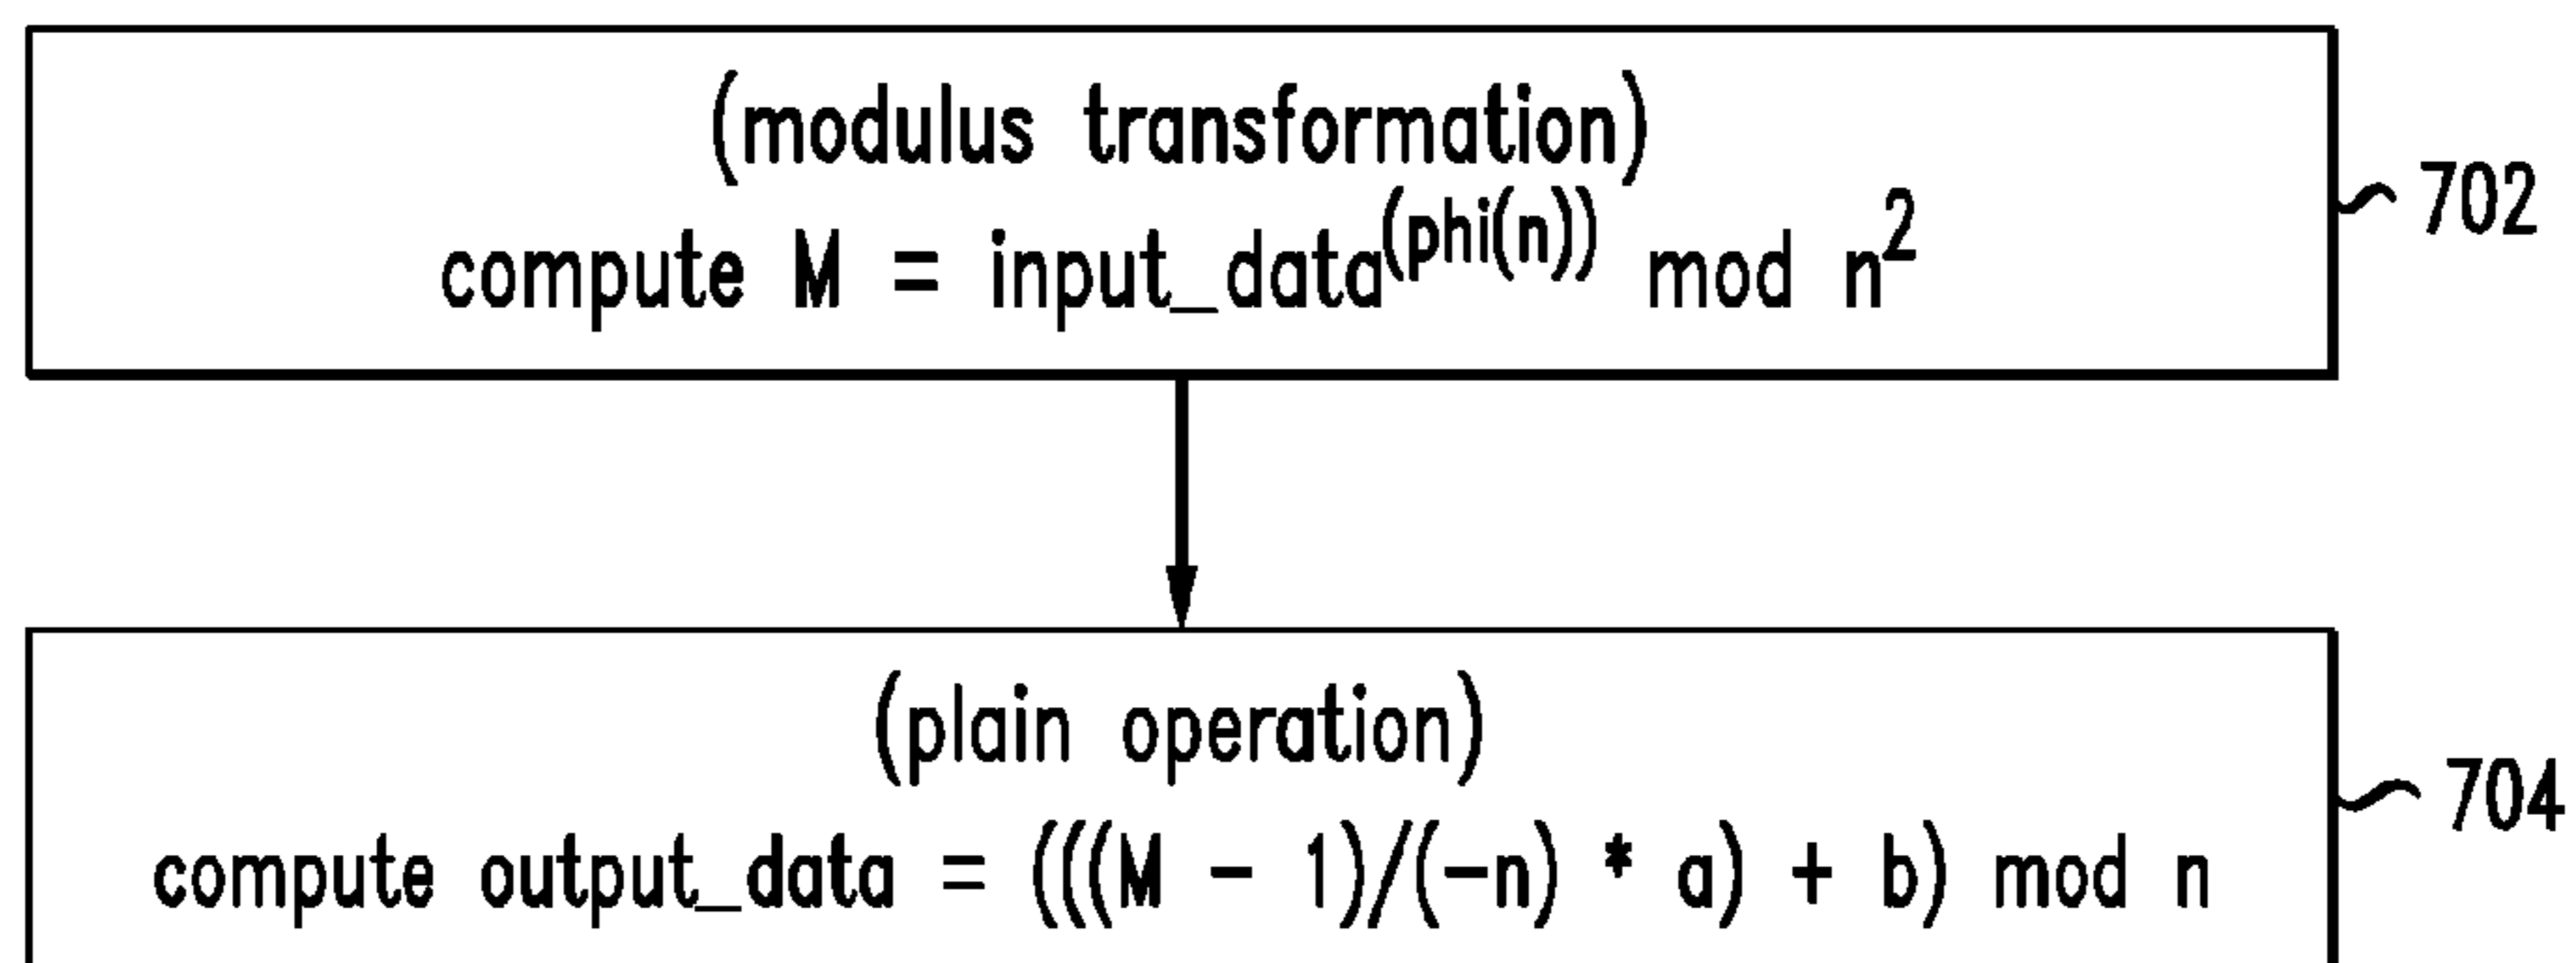 (modulus transformation)
compute M = input_data^(phi(n)) mod n^2
702
(plain operation)
compute output_data = (((M - 1)/(-n) * a) + b) mod n
704